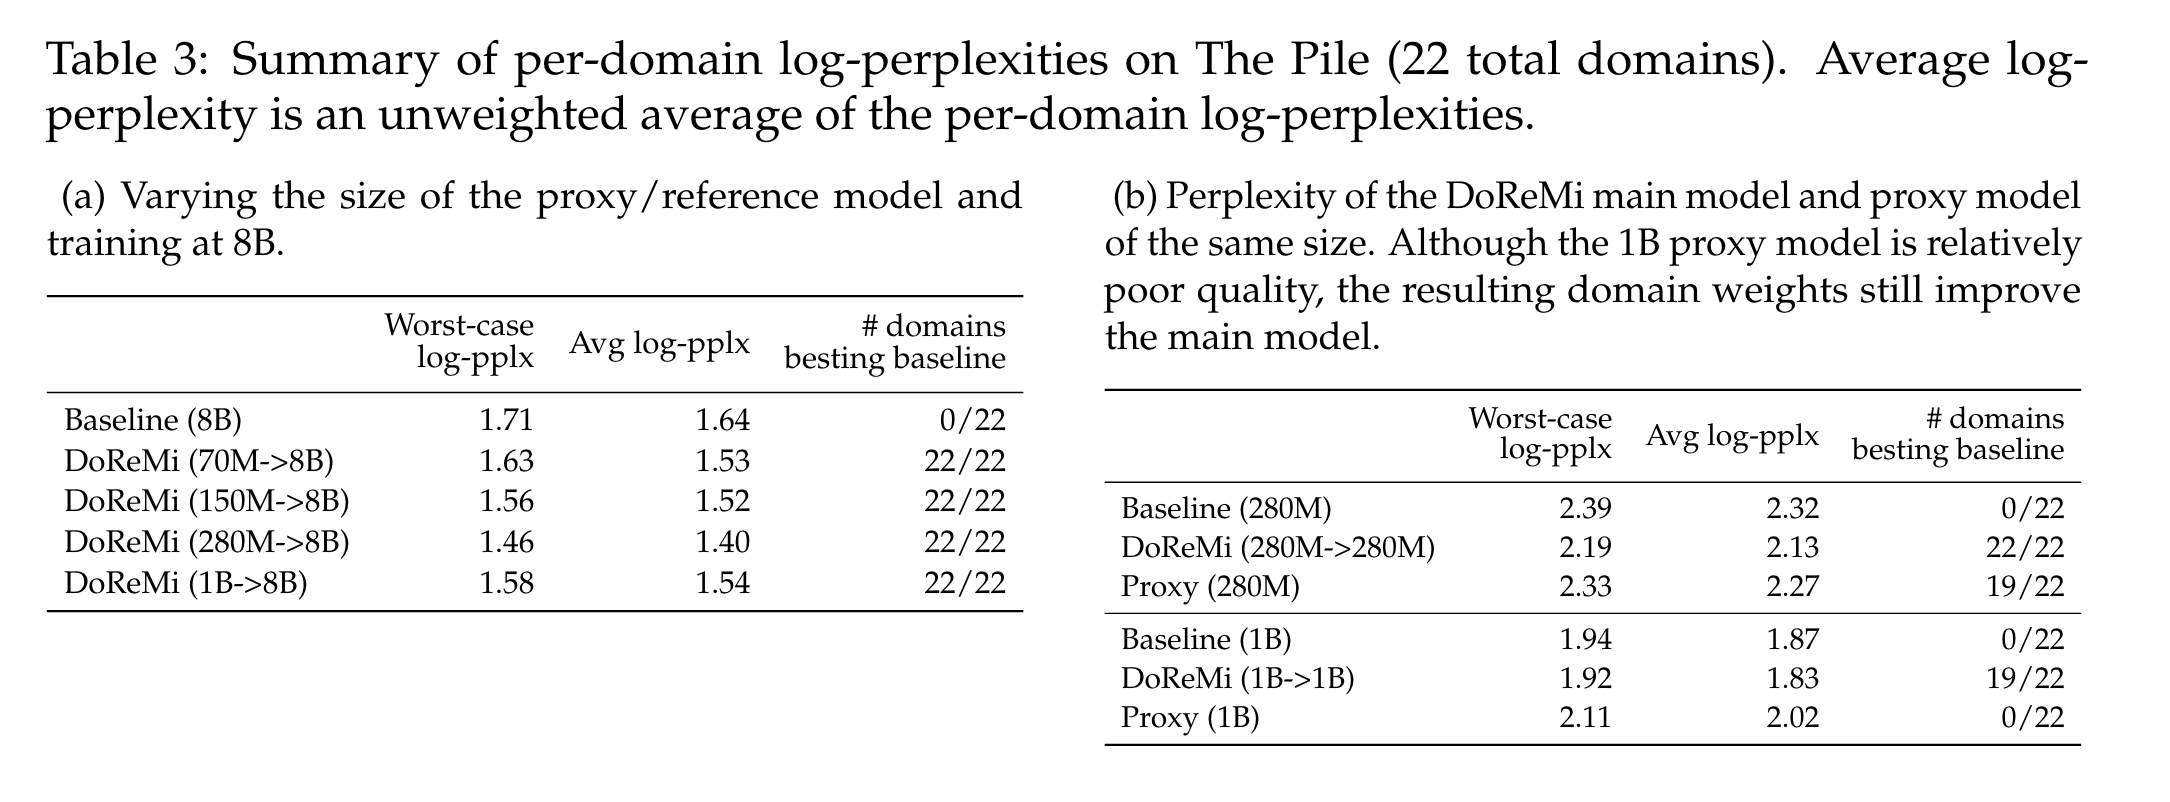 Table 3: Summary of per-domain log-perplexities on The Pile (22 total domains). Average log-
perplexity is an unweighted average of the per-domain log-perplexities.
(a) Varying the size of the proxy/reference model and
training at 8B.
Worst-case log-pplx Avg log-pplx # domains besting baseline
Baseline (8B) 1.71 1.64 0/22
DoReMi (70M->8B) 1.63 1.53 22/22
DoReMi (150M->8B) 1.56 1.52 22/22
DoReMi (280M->8B) 1.46 1.40 22/22
DoReMi (1B->8B) 1.58 1.54 22/22
(b) Perplexity of the DoReMi main model and proxy model
of the same size. Although the 1B proxy model is relatively
poor quality, the resulting domain weights still improve
the main model.
Worst-case log-pplx Avg log-pplx # domains besting baseline
Baseline (280M) 2.39 2.32 0/22
DoReMi (280M->280M) 2.19 2.13 22/22
Proxy (280M) 2.33 2.27 19/22
Baseline (1B) 1.94 1.87 0/22
DoReMi (1B->1B) 1.92 1.83 19/22
Proxy (1B) 2.11 2.02 0/22